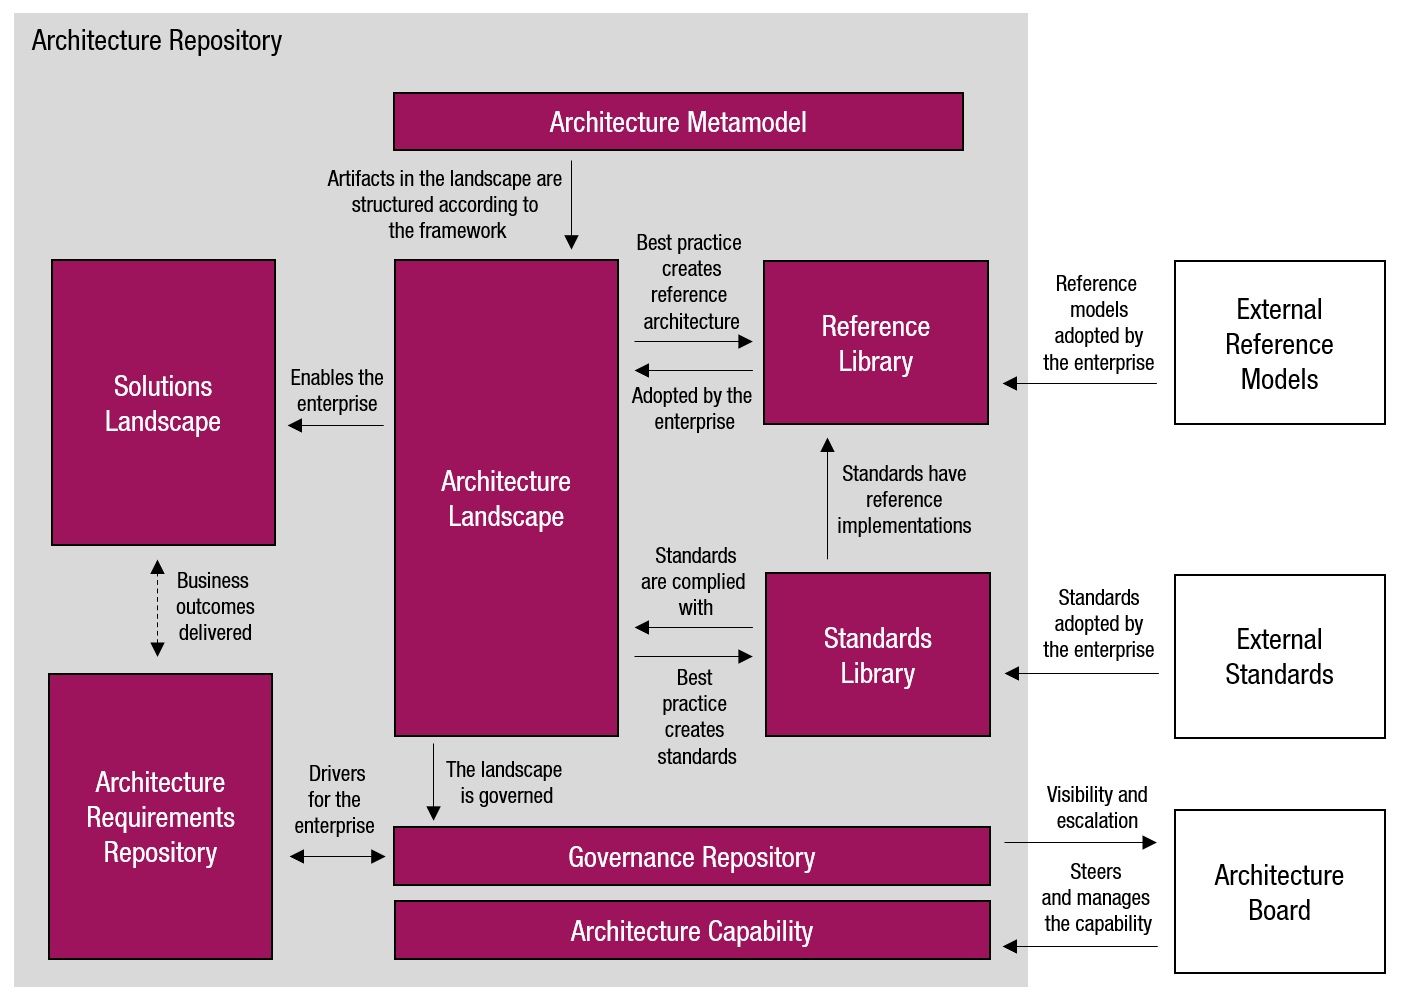 Architecture Repository
Architecture Metamodel
Artifacts in the landscape are
structured according to
the framework
Best practice
creates
reference
architecture
Solutions
Landscape
Enables the
enterprise
Architecture
Landscape
Adopted by the
enterprise
Reference
Library
Reference
models
adopted by
the enterprise
External
Reference
Models
Standards have
reference
implementations
Standards
are complied
with
Best
practice
creates
standards
Standards
Library
Standards
adopted by
the enterprise
External
Standards
Business
outcomes
delivered
Architecture
Requirements
Repository
Drivers
for the
enterprise
The landscape
is governed
Governance Repository
Architecture Capability
Visibility and
escalation
Steers
and manages
the capability
Architecture
Board